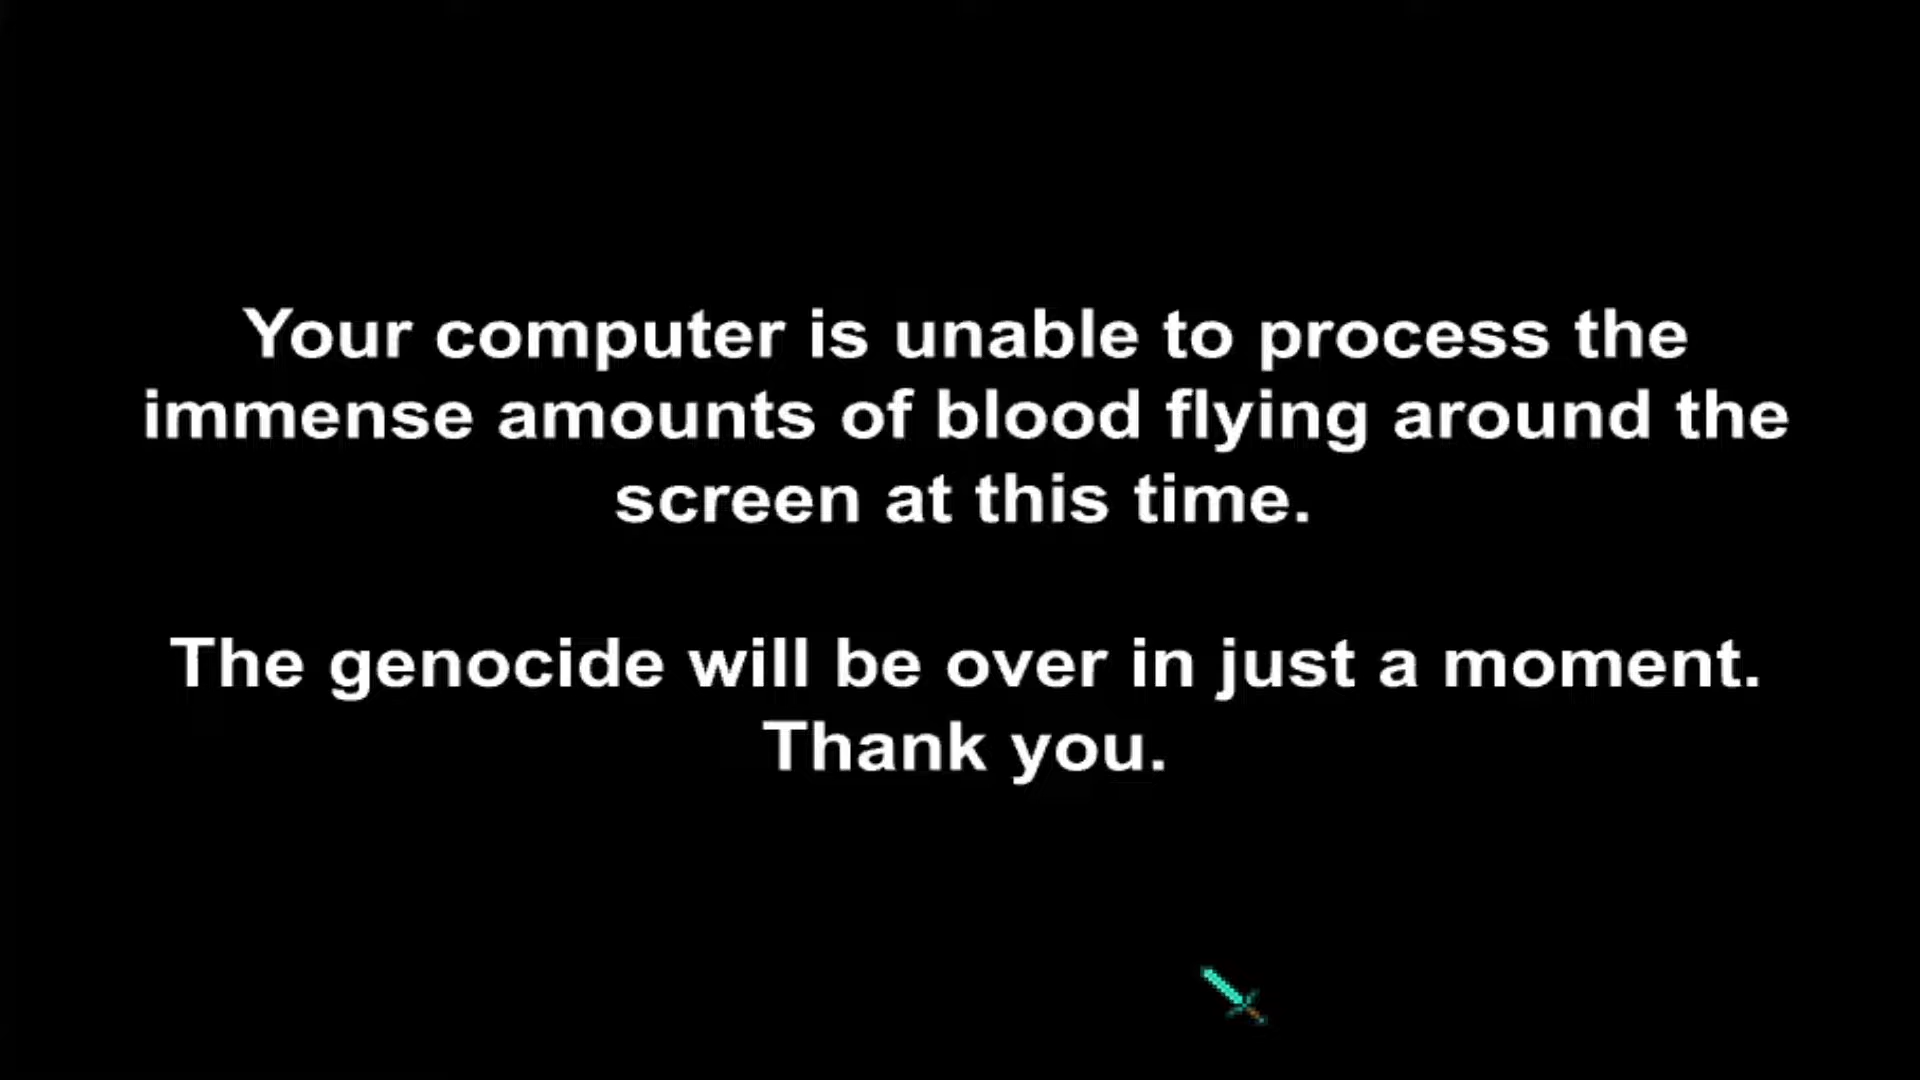 Your computer is unable to process the
immense amounts of blood flying around the
screen at this time.
The genocide will be over in just a moment.
Thank you.